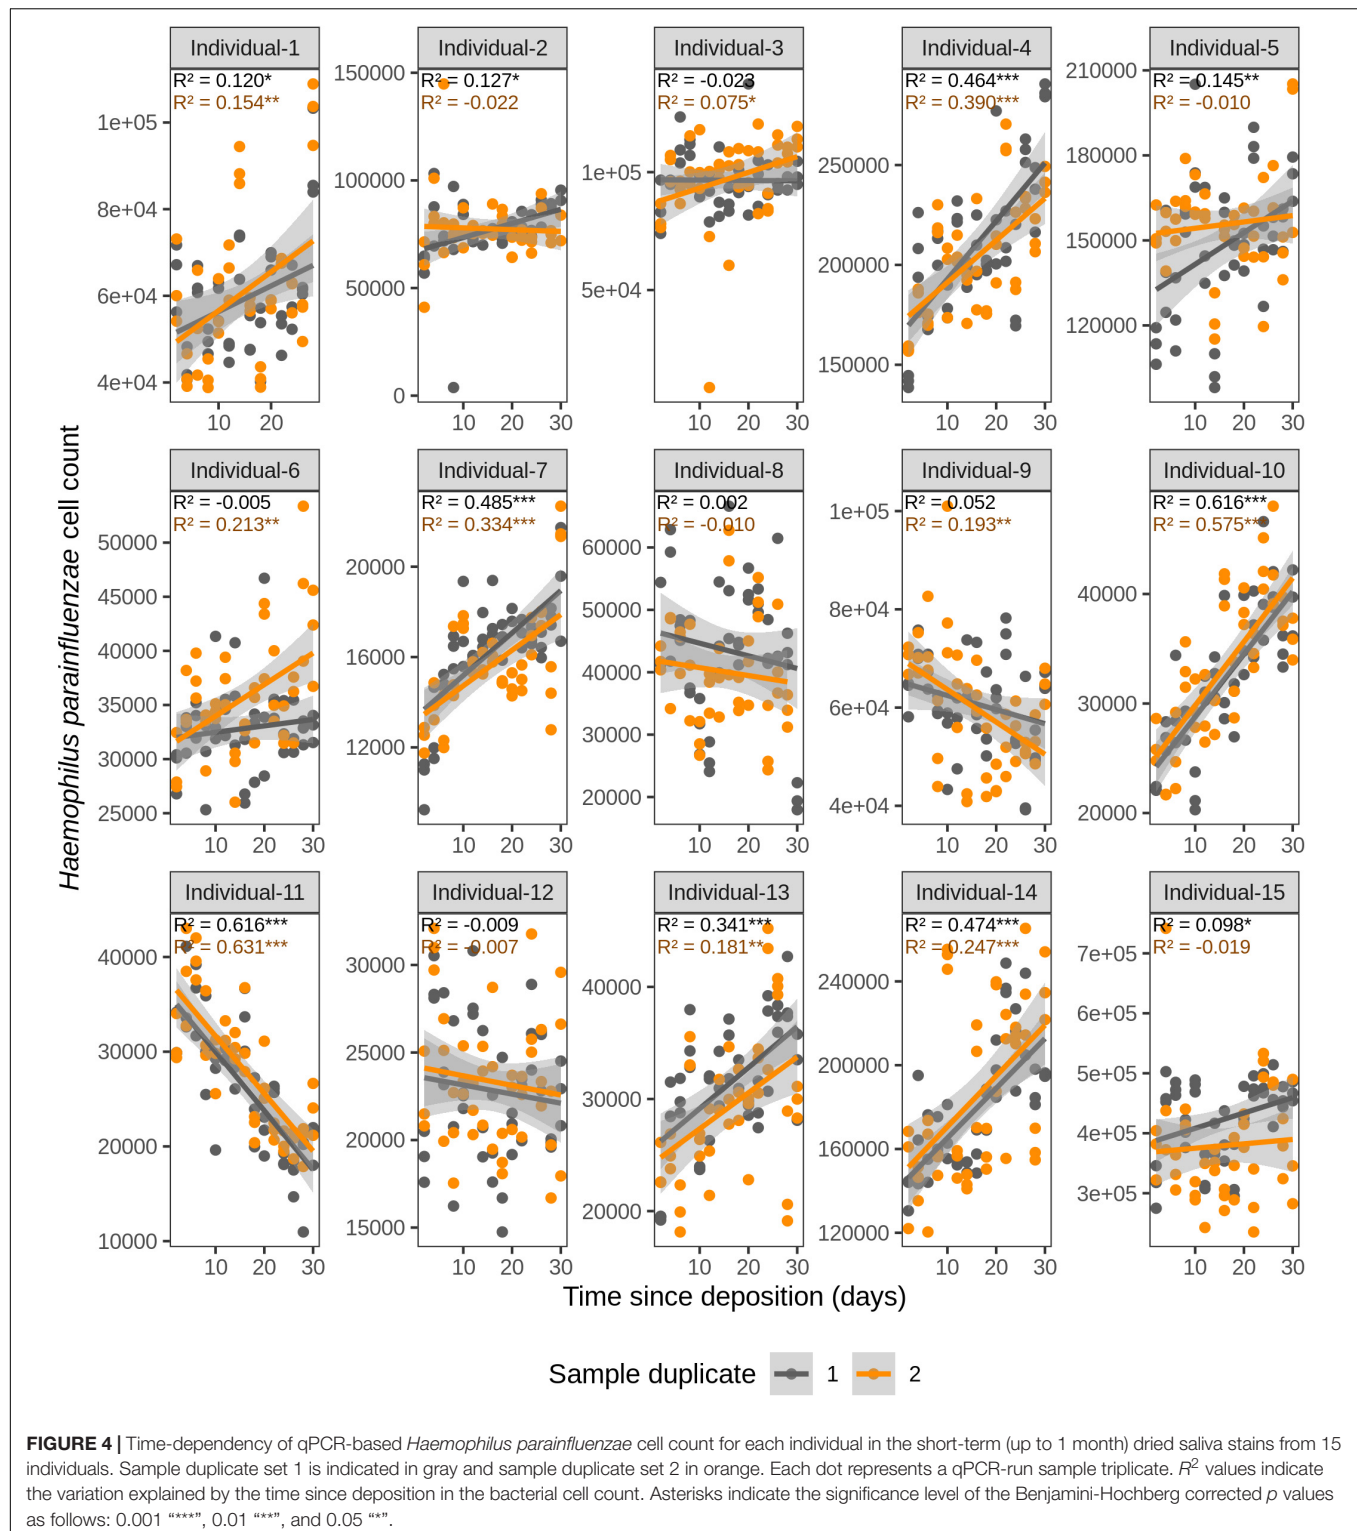 Individual-1 Individual-2 Individual-3 Individual-4 Individual-5
R² = 0.120* R² = 0.127* R² = -0.023 R² = 0.464*** R² = 0.145**
R² = 0.154** R² = -0.022 R² = 0.075* R² = 0.390*** R² = -0.010
1e+05 8e+04 6e+04 4e+04
150000 100000 50000 0
1e+05 5e+04
250000 200000 150000
210000 180000 150000 120000
10 20 10 20 30 10 20 30 10 20 30 10 20 30
Haemophilus parainfluenzae cell count
Individual-6 Individual-7 Individual-8 Individual-9 Individual-10
R² = -0.005 R² = 0.485*** R² = 0.002 R² = 0.052 R² = 0.616***
R² = 0.213** R² = 0.334*** R² = -0.010 R² = 0.193** R² = 0.575***
50000 45000 40000 35000 30000 25000
20000 16000 12000
60000 50000 40000 30000 20000
1e+05 8e+04 6e+04 4e+04
40000 30000 20000
10 20 30 10 20 30 10 20 30 10 20 30 10 20 30
Individual-11 Individual-12 Individual-13 Individual-14 Individual-15
R² = 0.616*** R² = -0.009 R² = 0.341*** R² = 0.474*** R² = 0.098*
R² = 0.631*** R² = -0.007 R² = 0.181** R² = 0.247*** R² = -0.019
40000 30000 20000 10000
30000 25000 20000 15000
40000 30000 20000
240000 200000 160000 120000
7e+05 6e+05 5e+05 4e+05 3e+05
10 20 30 10 20 30 10 20 30 10 20 30 10 20 30
Time since deposition (days)
Sample duplicate 1 2
FIGURE 4 | Time-dependency of qPCR-based Haemophilus parainfluenzae cell count for each individual in the short-term (up to 1 month) dried saliva stains from 15
individuals. Sample duplicate set 1 is indicated in gray and sample duplicate set 2 in orange. Each dot represents a qPCR-run sample triplicate. R² values indicate
the variation explained by the time since deposition in the bacterial cell count. Asterisks indicate the significance level of the Benjamini-Hochberg corrected p values
as follows: 0.001 “***”, 0.01 “**”, and 0.05 “*”.